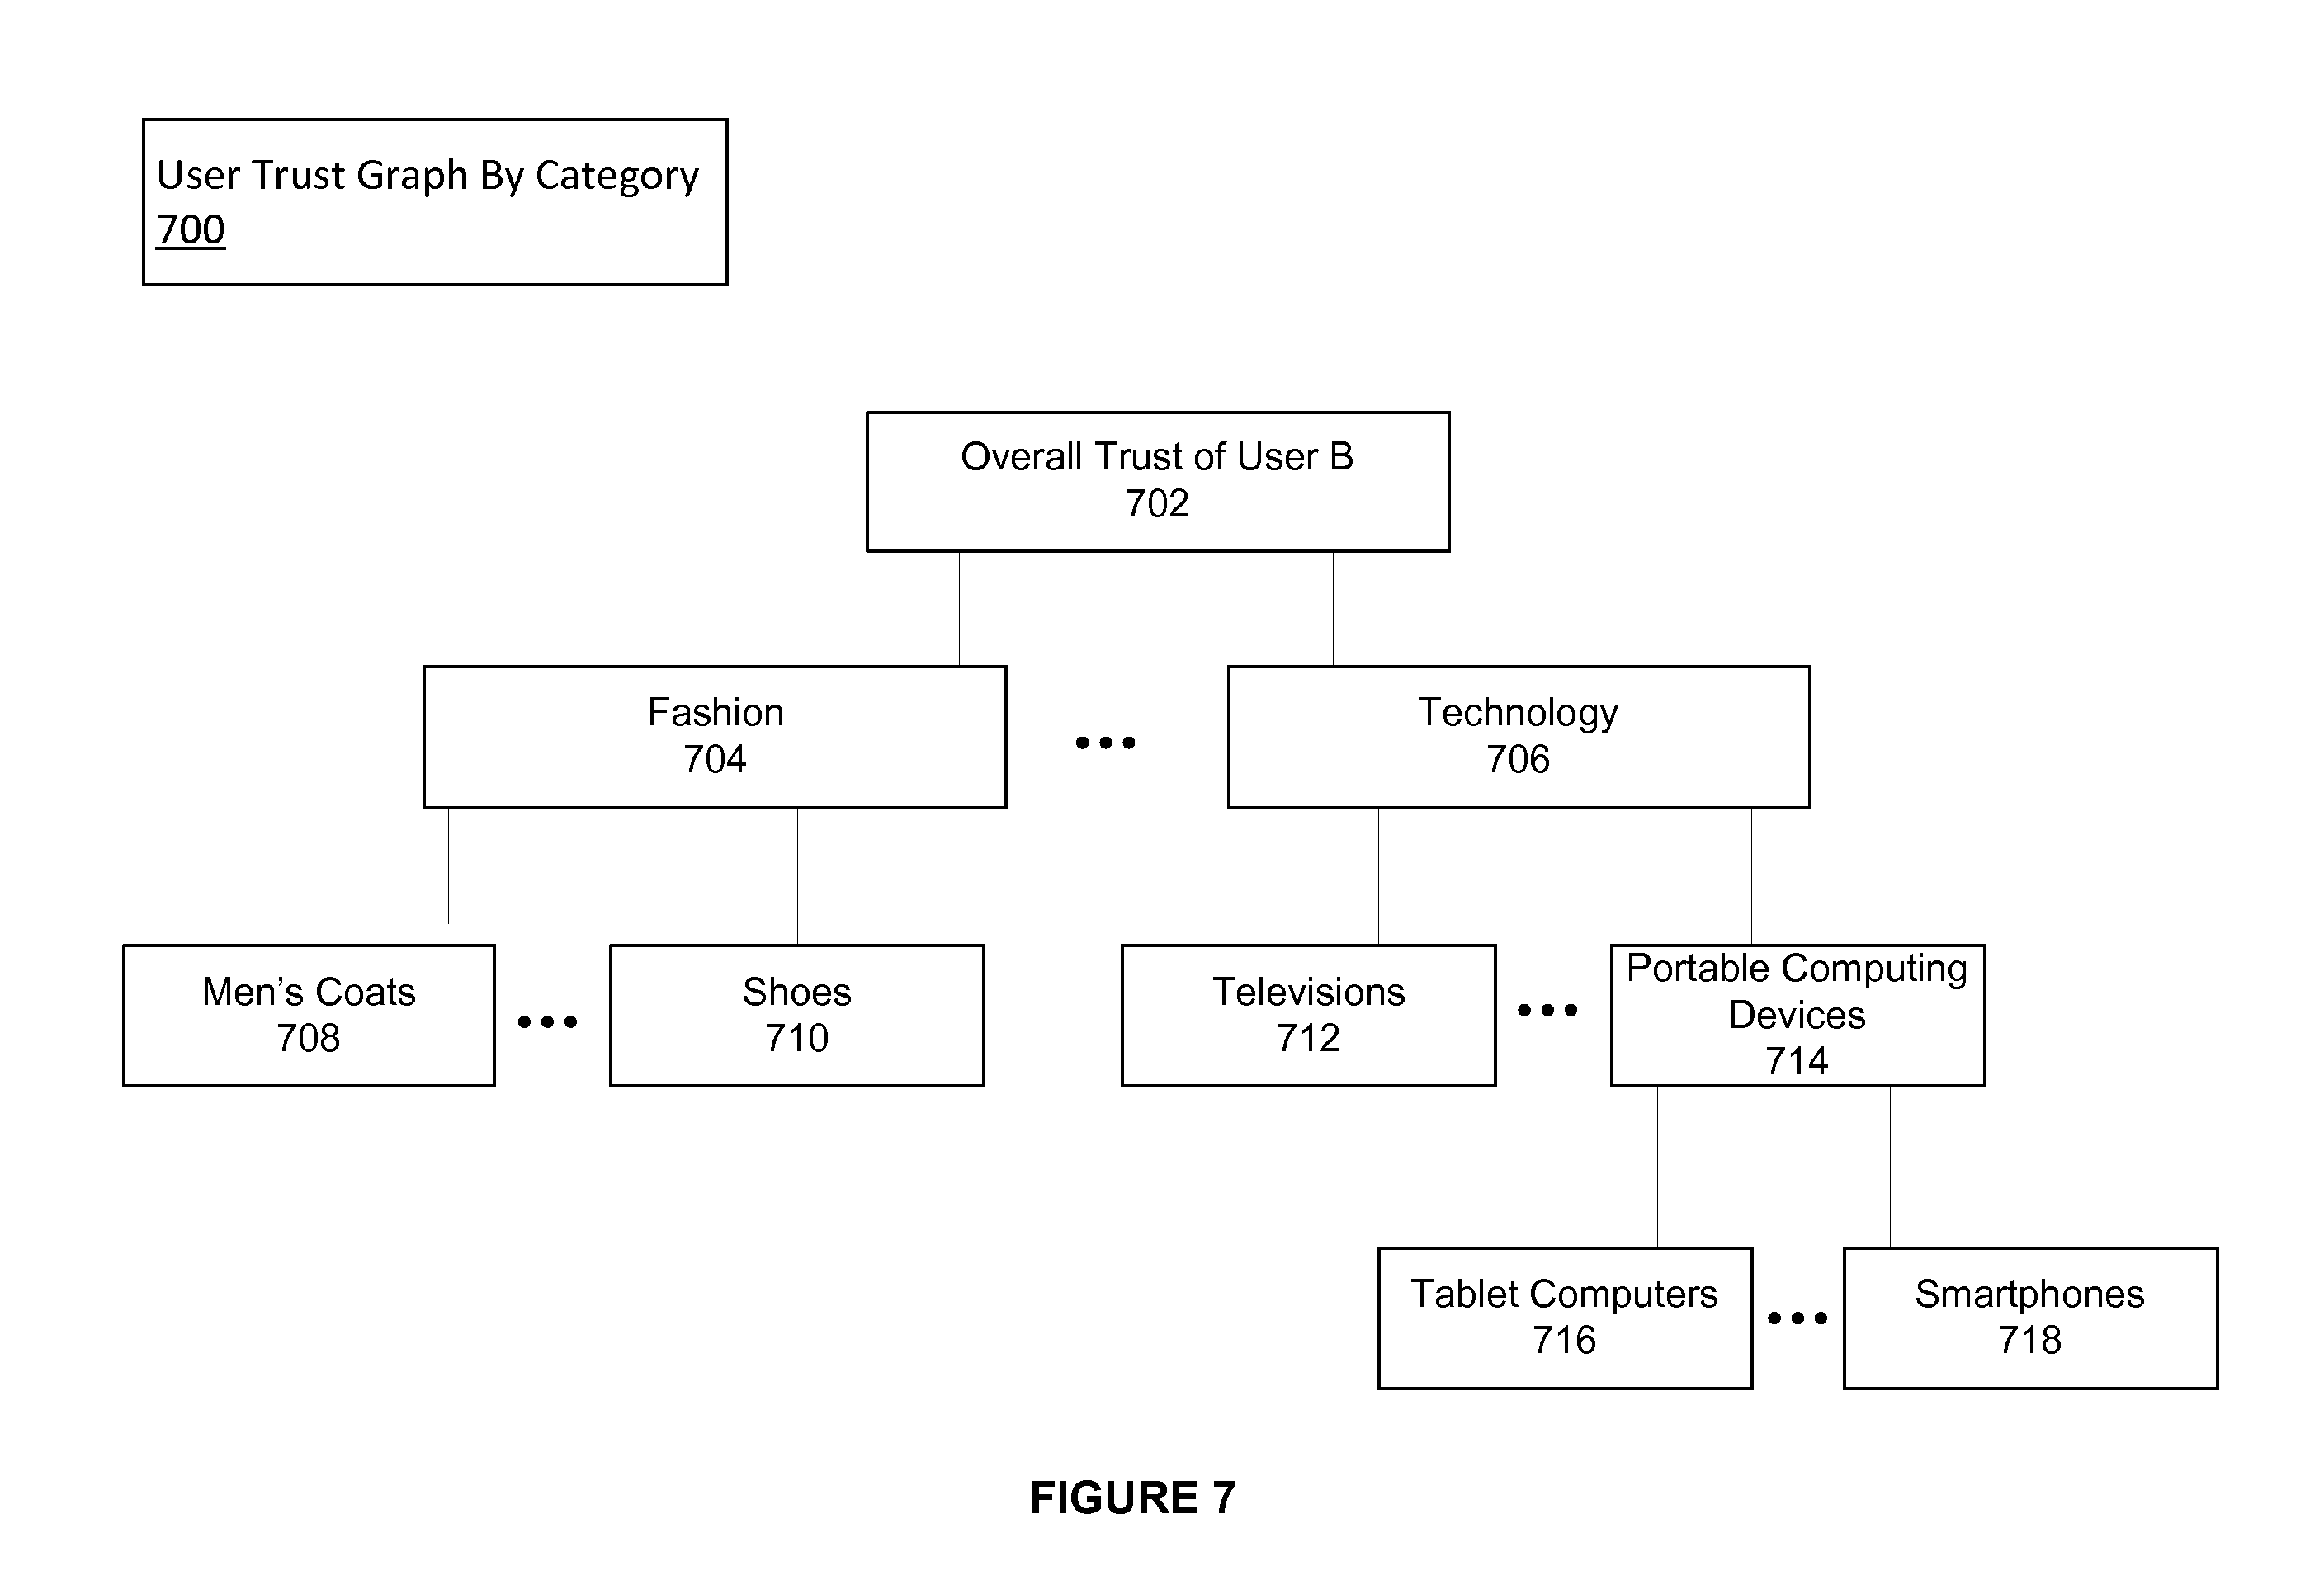 User Trust Graph By Category
700
Overall Trust of User B
702
Fashion
704
•••
Technology
706
Men’s Coats
708
•••
Shoes
710
Televisions
712
•••
Portable Computing
Devices
714
Tablet Computers
716
•••
Smartphones
718
FIGURE 7